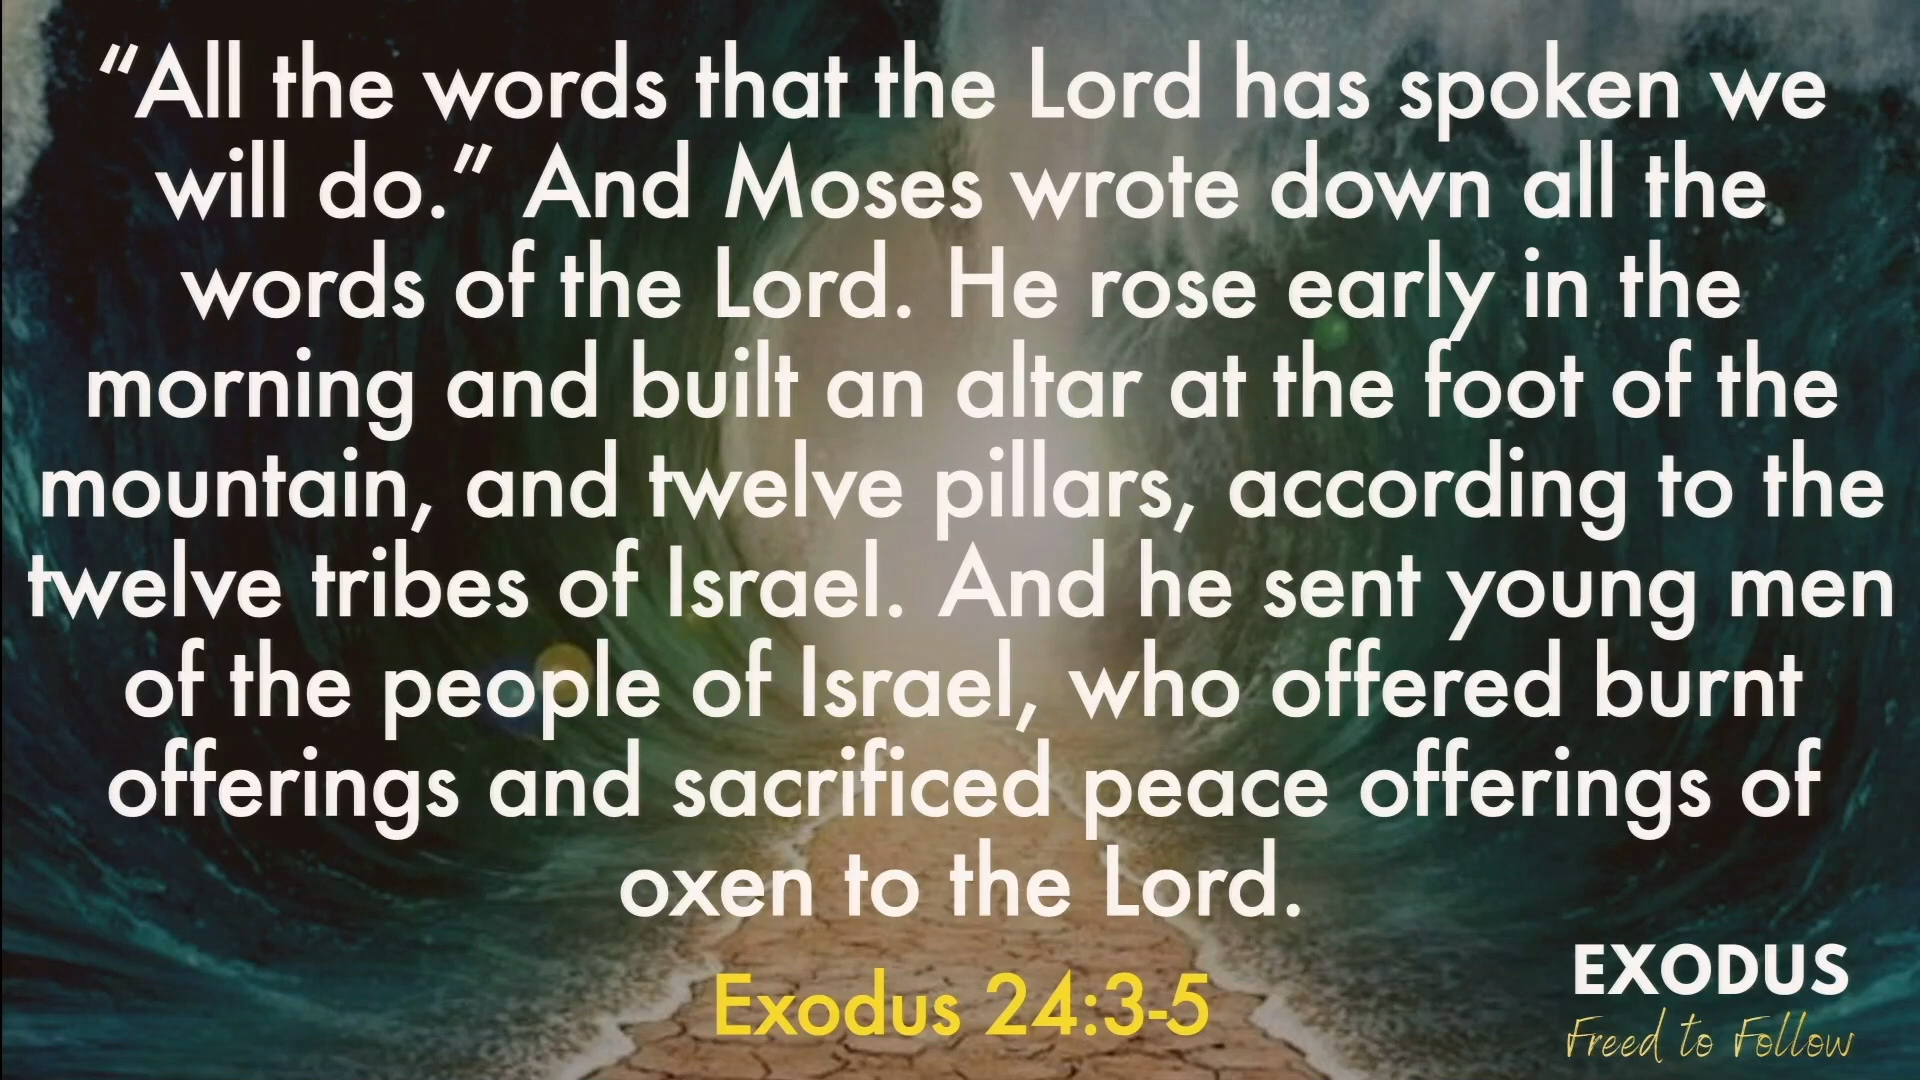 “All the words that the Lord has spoken we
will do.” And Moses wrote down all the
words of the Lord. He rose early in the
morning and built an altar at the foot of the
mountain, and twelve pillars, according to the
twelve tribes of Israel. And he sent young men
of the people of Israel, who offered burnt
offerings and sacrificed peace offerings of
oxen to the Lord.
Exodus 24:3-5
EXODUS
Freed to Follow